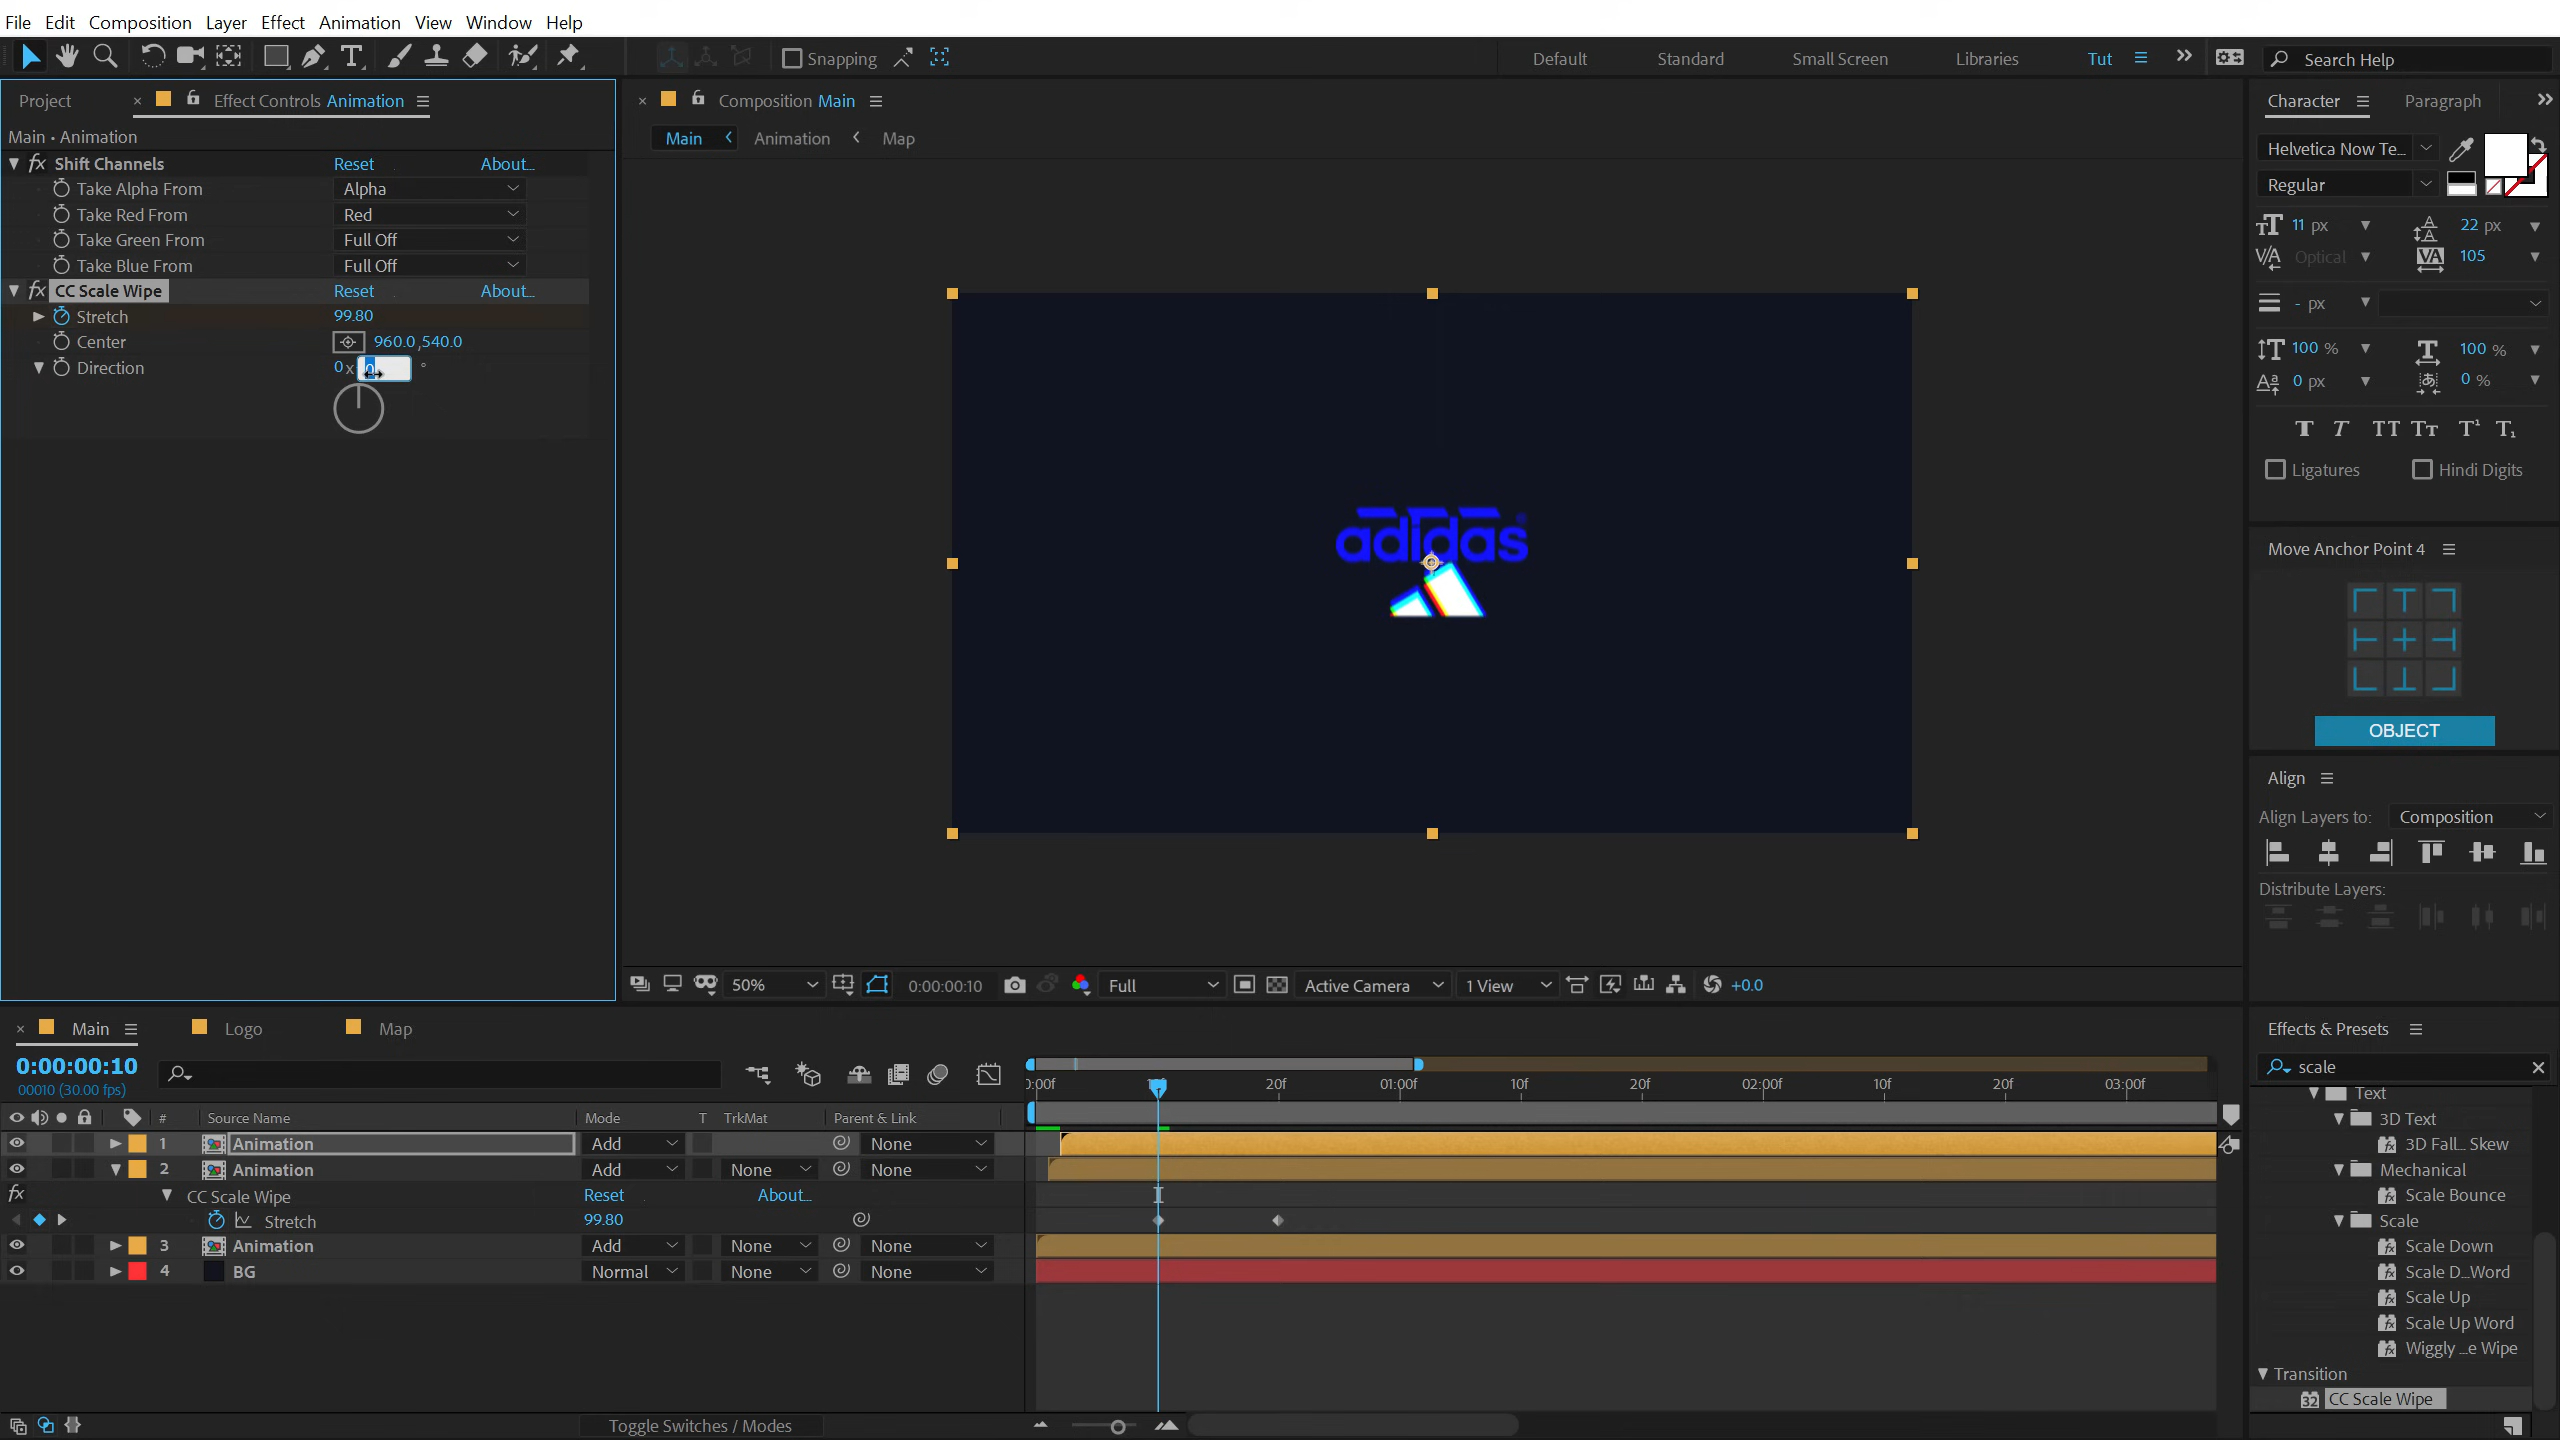 File Edit Composition Layer Effect Animation View Window Help
Snapping Default Standard Small Screen Libraries Tut Search Help
Project Effect Controls Animation
Composition Main
Character Paragraph
Main • Animation
Main Animation Map
Shift Channels Reset About...
Take Alpha From Alpha
Take Red From Red
Take Green From Full Off
Take Blue From Full Off
CC Scale Wipe Reset About...
Stretch 99.80
Center 960.0,540.0
Direction 0x 0 °
adidas®
Helvetica Now Te...
Regular
11 px 22 px
Optical 105
- px
100 % 100 %
0 px 0 %
Ligatures Hindi Digits
Move Anchor Point 4
OBJECT
Align
Align Layers to: Composition
Distribute Layers:
50% 0:00:00:10 Full Active Camera 1 View +0.0
Main Logo Map
0:00:00:10
00010 (30.00 fps)
# Source Name Mode T TrkMat Parent & Link
0:00f 20f 01:00f 10f 20f 02:00f 10f 20f 03:00f
1 Animation Add None
2 Animation Add None None
CC Scale Wipe Reset About...
Stretch 99.80
3 Animation Add None None
4 BG Normal None None
Toggle Switches / Modes
Effects & Presets
scale
Text
3D Text
3D Fall... Skew
Mechanical
Scale Bounce
Scale
Scale Down
Scale D...Word
Scale Up
Scale Up Word
Wiggly ...e Wipe
Transition
CC Scale Wipe